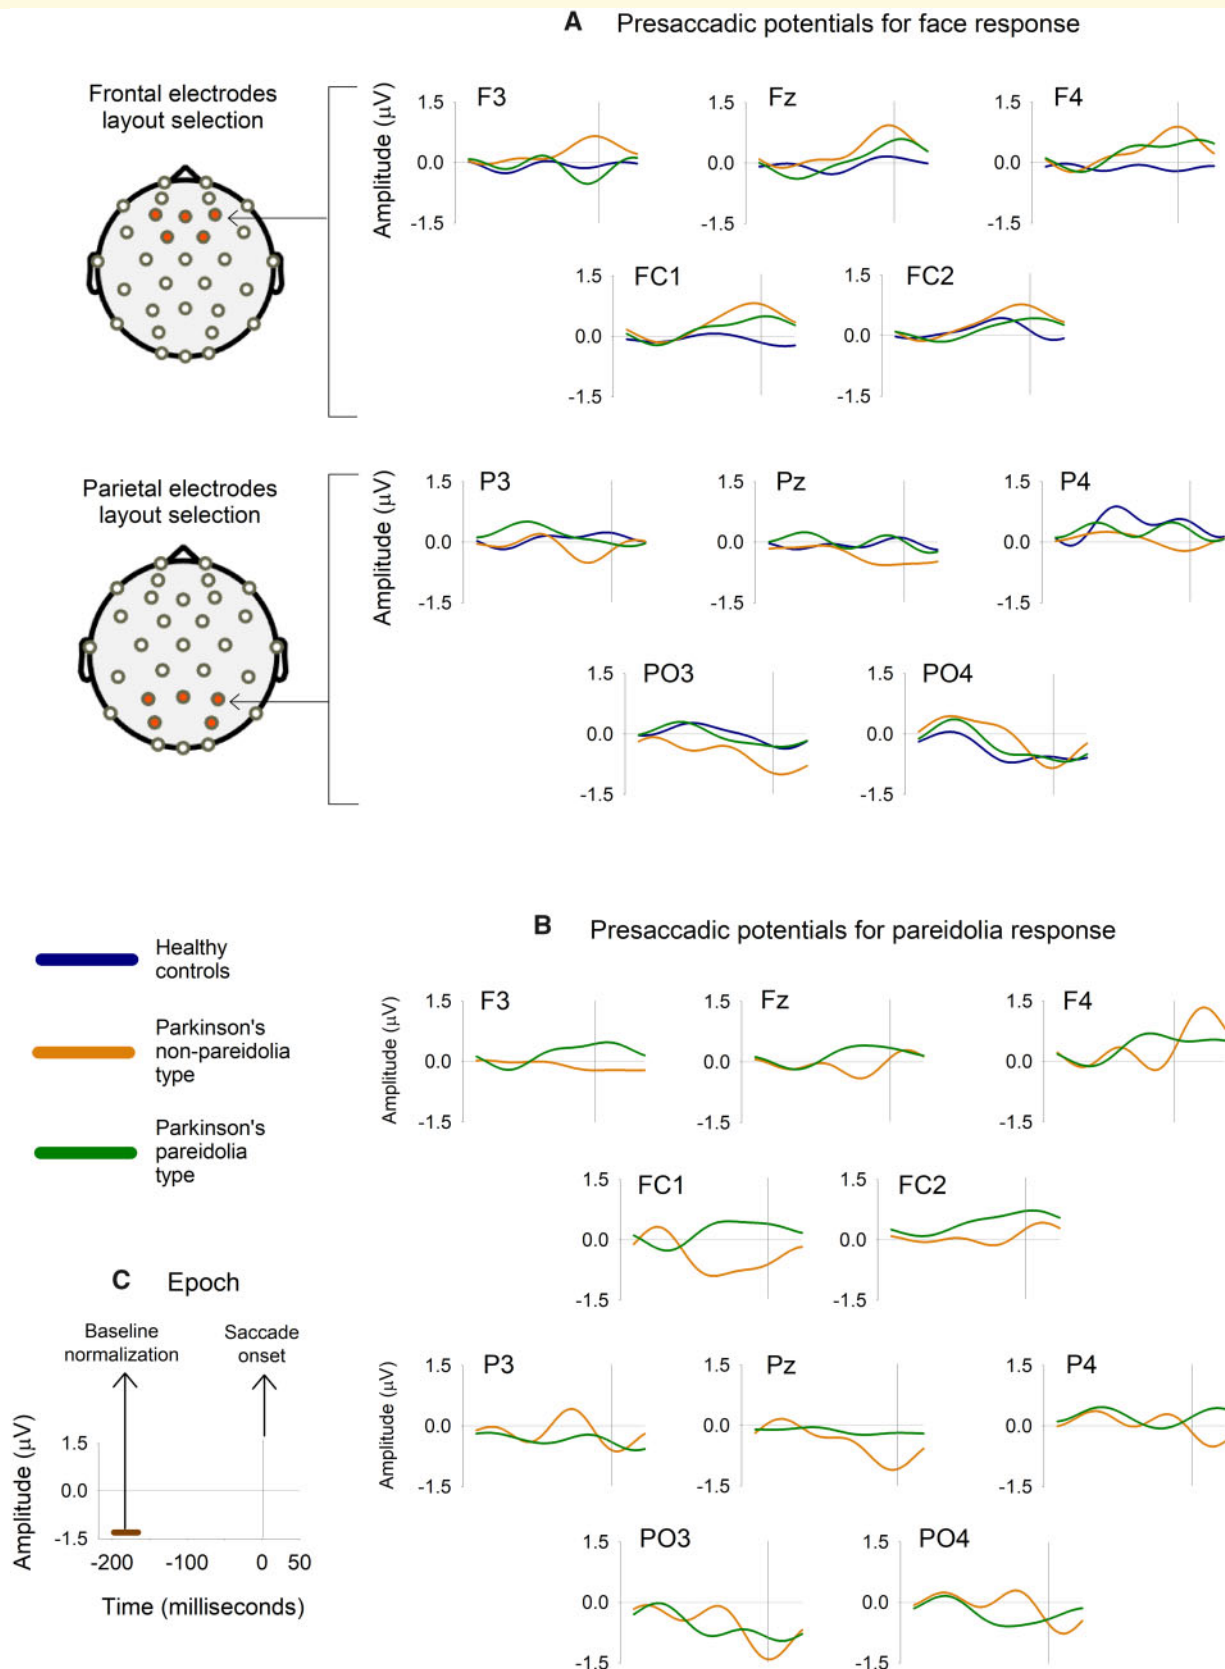 A Presaccadic potentials for face response
Frontal electrodes
layout selection
Amplitude (μV)
F3
1.5
0.0
-1.5
Fz
1.5
0.0
-1.5
F4
1.5
0.0
-1.5
FC1
1.5
0.0
-1.5
FC2
1.5
0.0
-1.5
Parietal electrodes
layout selection
Amplitude (μV)
P3
1.5
0.0
-1.5
Pz
1.5
0.0
-1.5
P4
1.5
0.0
-1.5
PO3
1.5
0.0
-1.5
PO4
1.5
0.0
-1.5
Healthy
controls
Parkinson's
non-pareidolia
type
Parkinson's
pareidolia
type
B Presaccadic potentials for pareidolia response
Amplitude (μV)
F3
1.5
0.0
-1.5
Fz
1.5
0.0
-1.5
F4
1.5
0.0
-1.5
FC1
1.5
0.0
-1.5
FC2
1.5
0.0
-1.5
Amplitude (μV)
P3
1.5
0.0
-1.5
Pz
1.5
0.0
-1.5
P4
1.5
0.0
-1.5
PO3
1.5
0.0
-1.5
PO4
1.5
0.0
-1.5
C Epoch
Baseline
normalization
Saccade
onset
Amplitude (μV)
1.5
0.0
-1.5
-200 -100 0 50
Time (milliseconds)